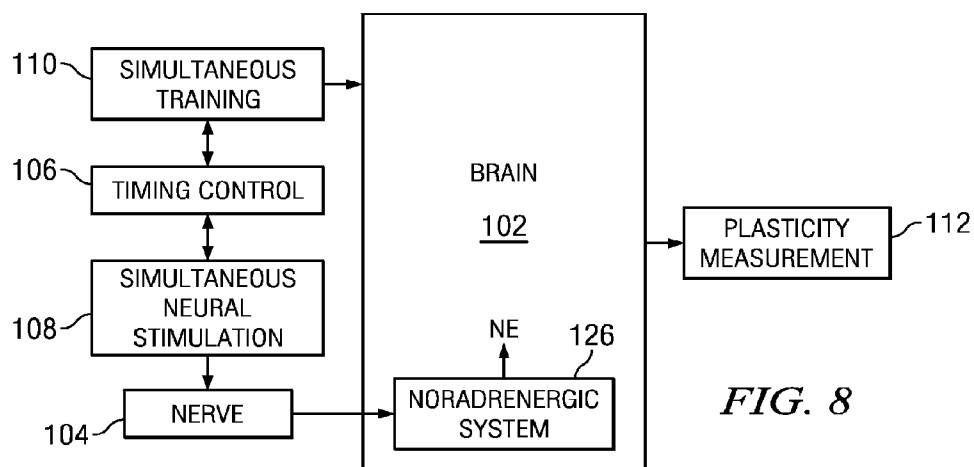 110
SIMULTANEOUS
TRAINING
106
TIMING CONTROL
108
SIMULTANEOUS
NEURAL
STIMULATION
104
NERVE
BRAIN
102
NE
126
NORADRENERGIC
SYSTEM
PLASTICITY
MEASUREMENT
112
FIG. 8